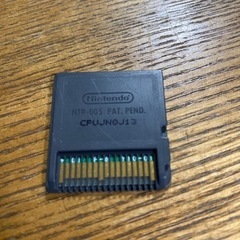 Nintendo
NTR-005 PAT. PEND.
CPUJN0J13